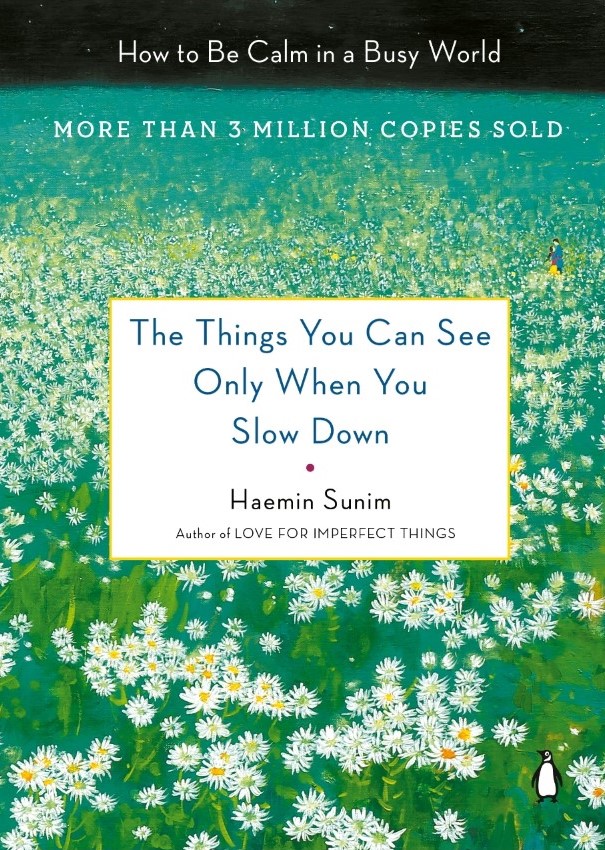 How to Be Calm in a Busy World
MORE THAN 3 MILLION COPIES SOLD
The Things You Can See
Only When You
Slow Down
Haemin Sunim
Author of LOVE FOR IMPERFECT THINGS